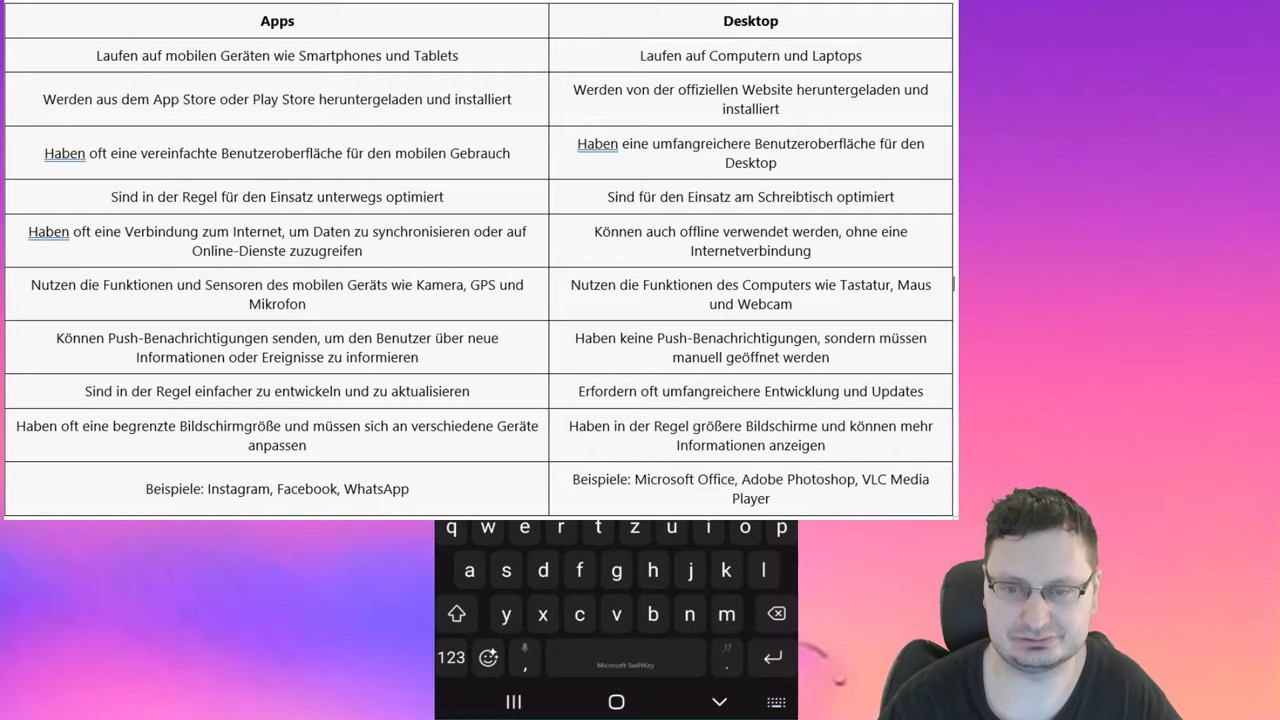 Apps
Desktop
Laufen auf mobilen Geräten wie Smartphones und Tablets
Laufen auf Computern und Laptops
Werden aus dem App Store oder Play Store heruntergeladen und installiert
Werden von der offiziellen Website heruntergeladen und
installiert
Haben oft eine vereinfachte Benutzeroberfläche für den mobilen Gebrauch
Haben eine umfangreichere Benutzeroberfläche für den
Desktop
Sind in der Regel für den Einsatz unterwegs optimiert
Sind für den Einsatz am Schreibtisch optimiert
Haben oft eine Verbindung zum Internet, um Daten zu synchronisieren oder auf
Online-Dienste zuzugreifen
Können auch offline verwendet werden, ohne eine
Internetverbindung
Nutzen die Funktionen und Sensoren des mobilen Geräts wie Kamera, GPS und
Mikrofon
Nutzen die Funktionen des Computers wie Tastatur, Maus
und Webcam
Können Push-Benachrichtigungen senden, um den Benutzer über neue
Informationen oder Ereignisse zu informieren
Haben keine Push-Benachrichtigungen, sondern müssen
manuell geöffnet werden
Sind in der Regel einfacher zu entwickeln und zu aktualisieren
Erfordern oft umfangreichere Entwicklung und Updates
Haben oft eine begrenzte Bildschirmgröße und müssen sich an verschiedene Geräte
anpassen
Haben in der Regel größere Bildschirme und können mehr
Informationen anzeigen
Beispiele: Instagram, Facebook, WhatsApp
Beispiele: Microsoft Office, Adobe Photoshop, VLC Media
Player
q w e r t z u i o p
a s d f g h j k l
y x c v b n m
123 , Microsoft SwiftKey ,!? .